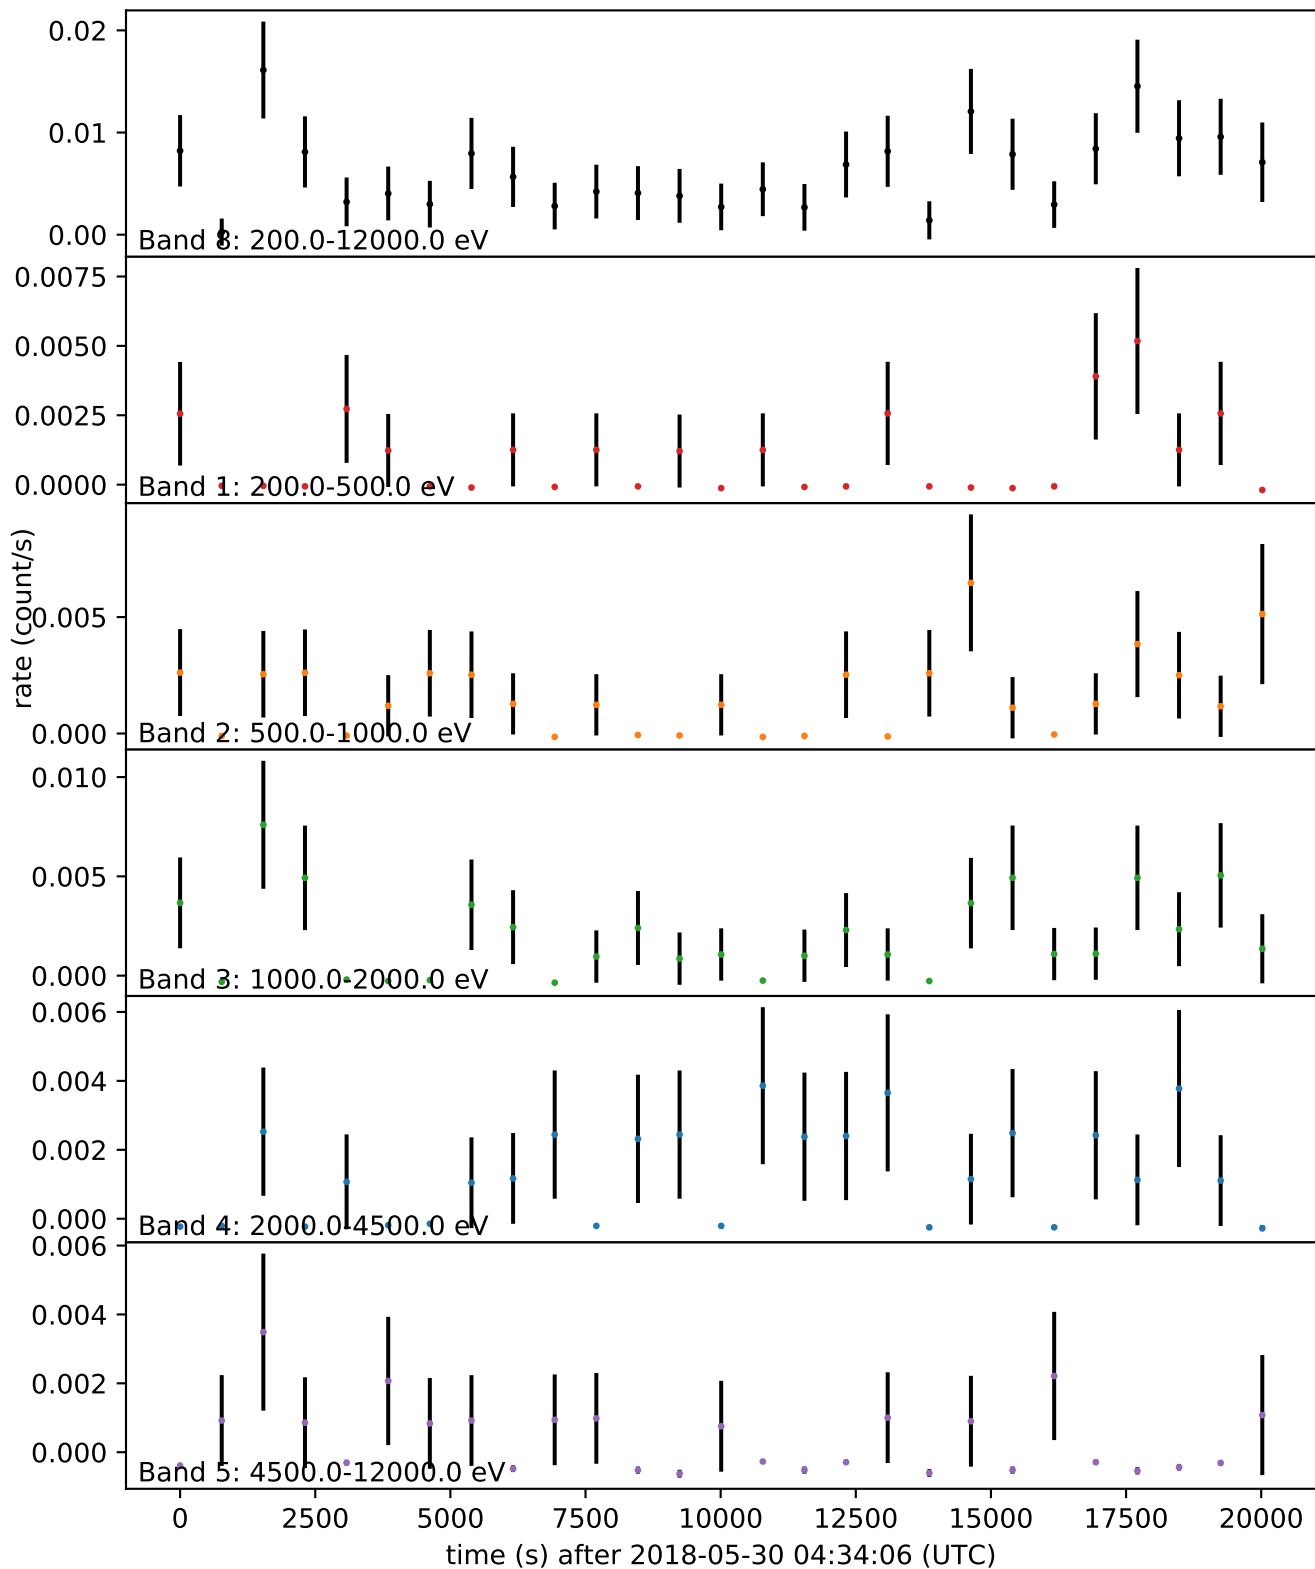 0.02
0.01
0.00
Band 8: 200.0-12000.0 eV
0.0075
0.0050
0.0025
0.0000
Band 1: 200.0-500.0 eV
rate (count/s)
0.005
0.000
Band 2: 500.0-1000.0 eV
0.010
0.005
0.000
Band 3: 1000.0-2000.0 eV
0.006
0.004
0.002
0.000
Band 4: 2000.0-4500.0 eV
0.006
0.004
0.002
0.000
Band 5: 4500.0-12000.0 eV
0 2500 5000 7500 10000 12500 15000 17500 20000
time (s) after 2018-05-30 04:34:06 (UTC)